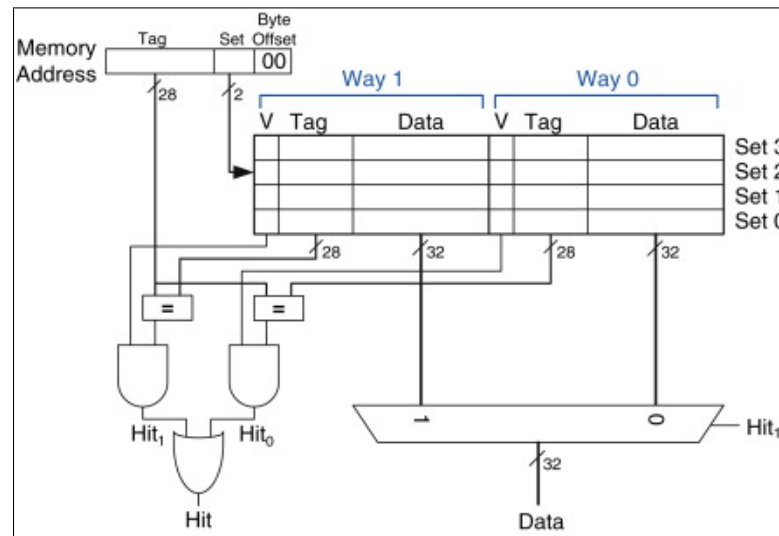 Byte
Tag Set Offset
Memory Address 00
28 2
Way 1 Way 0
V Tag Data V Tag Data
Set 3
Set 2
Set 1
Set 0
28 32 28 32
= =
1 0
Hit1 Hit0 Hit1
32
Hit Data